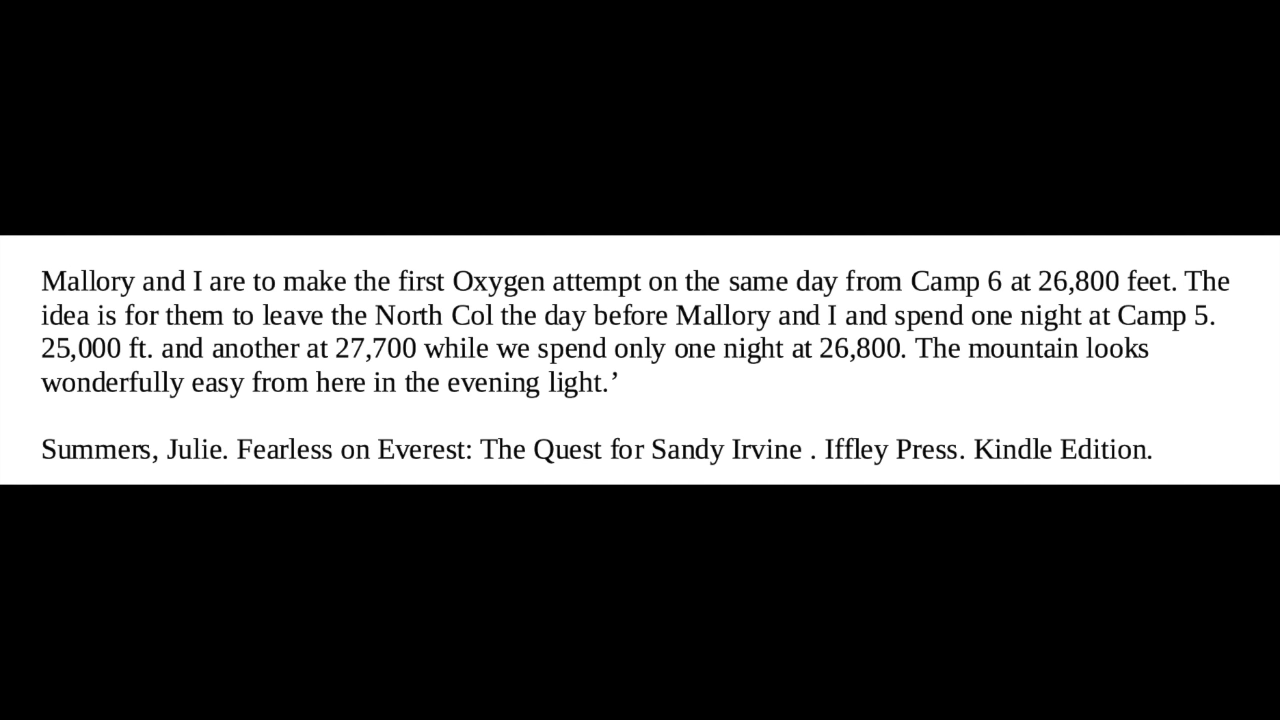 Mallory and I are to make the first Oxygen attempt on the same day from Camp 6 at 26,800 feet. The
idea is for them to leave the North Col the day before Mallory and I and spend one night at Camp 5.
25,000 ft. and another at 27,700 while we spend only one night at 26,800. The mountain looks
wonderfully easy from here in the evening light.’
Summers, Julie. Fearless on Everest: The Quest for Sandy Irvine . Iffley Press. Kindle Edition.